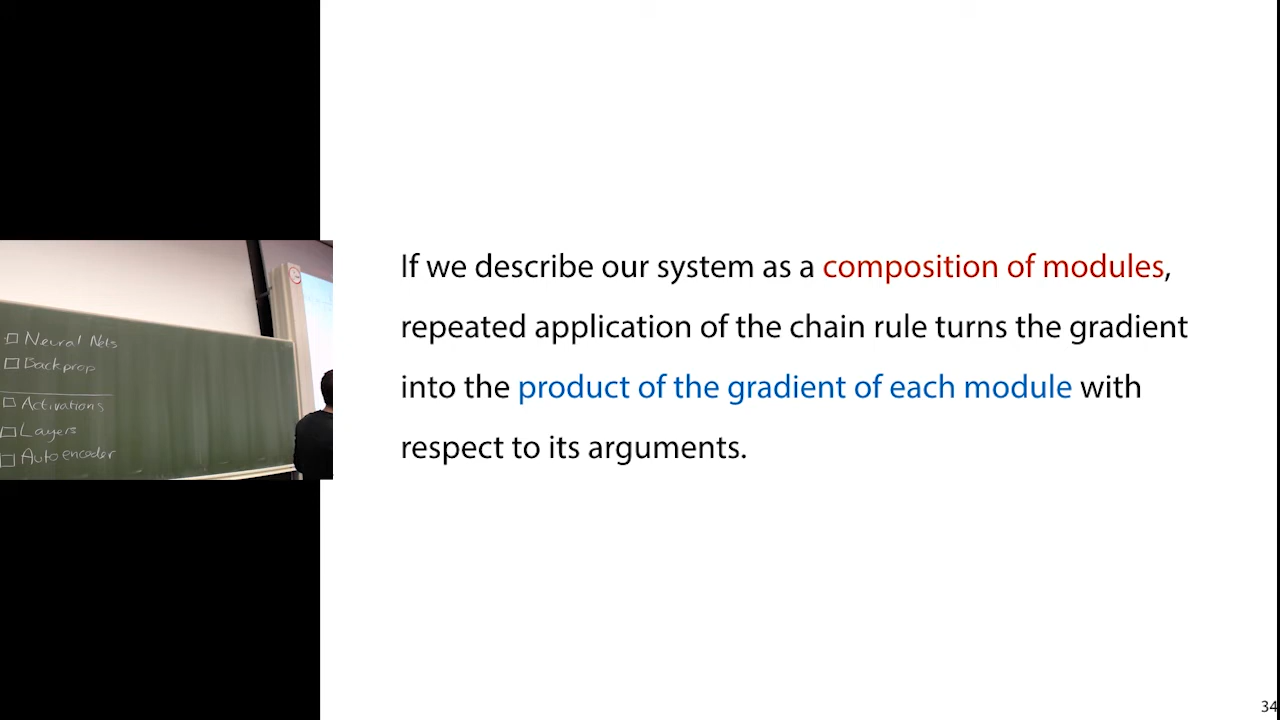 If we describe our system as a composition of modules,
repeated application of the chain rule turns the gradient
into the product of the gradient of each module with
respect to its arguments.
Neural Nets
Backprop
Activations
Layers
Autoencoder
34